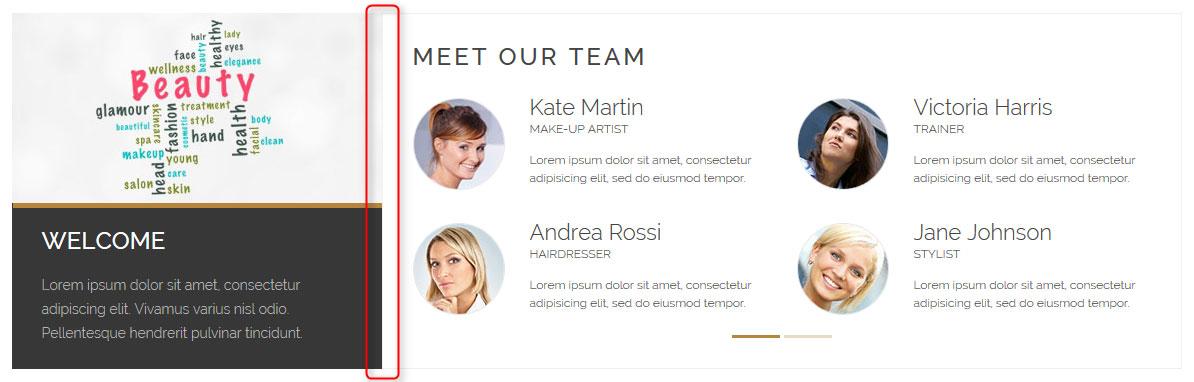 hair
lady
healthy
face
beauty
eyes
wellness
elegance
Beauty
glamour
skincare
fashion
treatment
cosmetic
style
health
body
beautiful
hand
facial
spa
clean
makeup
young
head
care
salon
skin
WELCOME
Lorem ipsum dolor sit amet, consectetur
adipiscing elit. Vivamus varius nisl odio.
Pellentesque hendrerit pulvinar tincidunt.
MEET OUR TEAM
Kate Martin
MAKE-UP ARTIST
Lorem ipsum dolor sit amet, consectetur
adipisicing elit, sed do eiusmod tempor.
Victoria Harris
TRAINER
Lorem ipsum dolor sit amet, consectetur
adipisicing elit, sed do eiusmod tempor.
Andrea Rossi
HAIRDRESSER
Lorem ipsum dolor sit amet, consectetur
adipisicing elit, sed do eiusmod tempor.
Jane Johnson
STYLIST
Lorem ipsum dolor sit amet, consectetur
adipisicing elit, sed do eiusmod tempor.